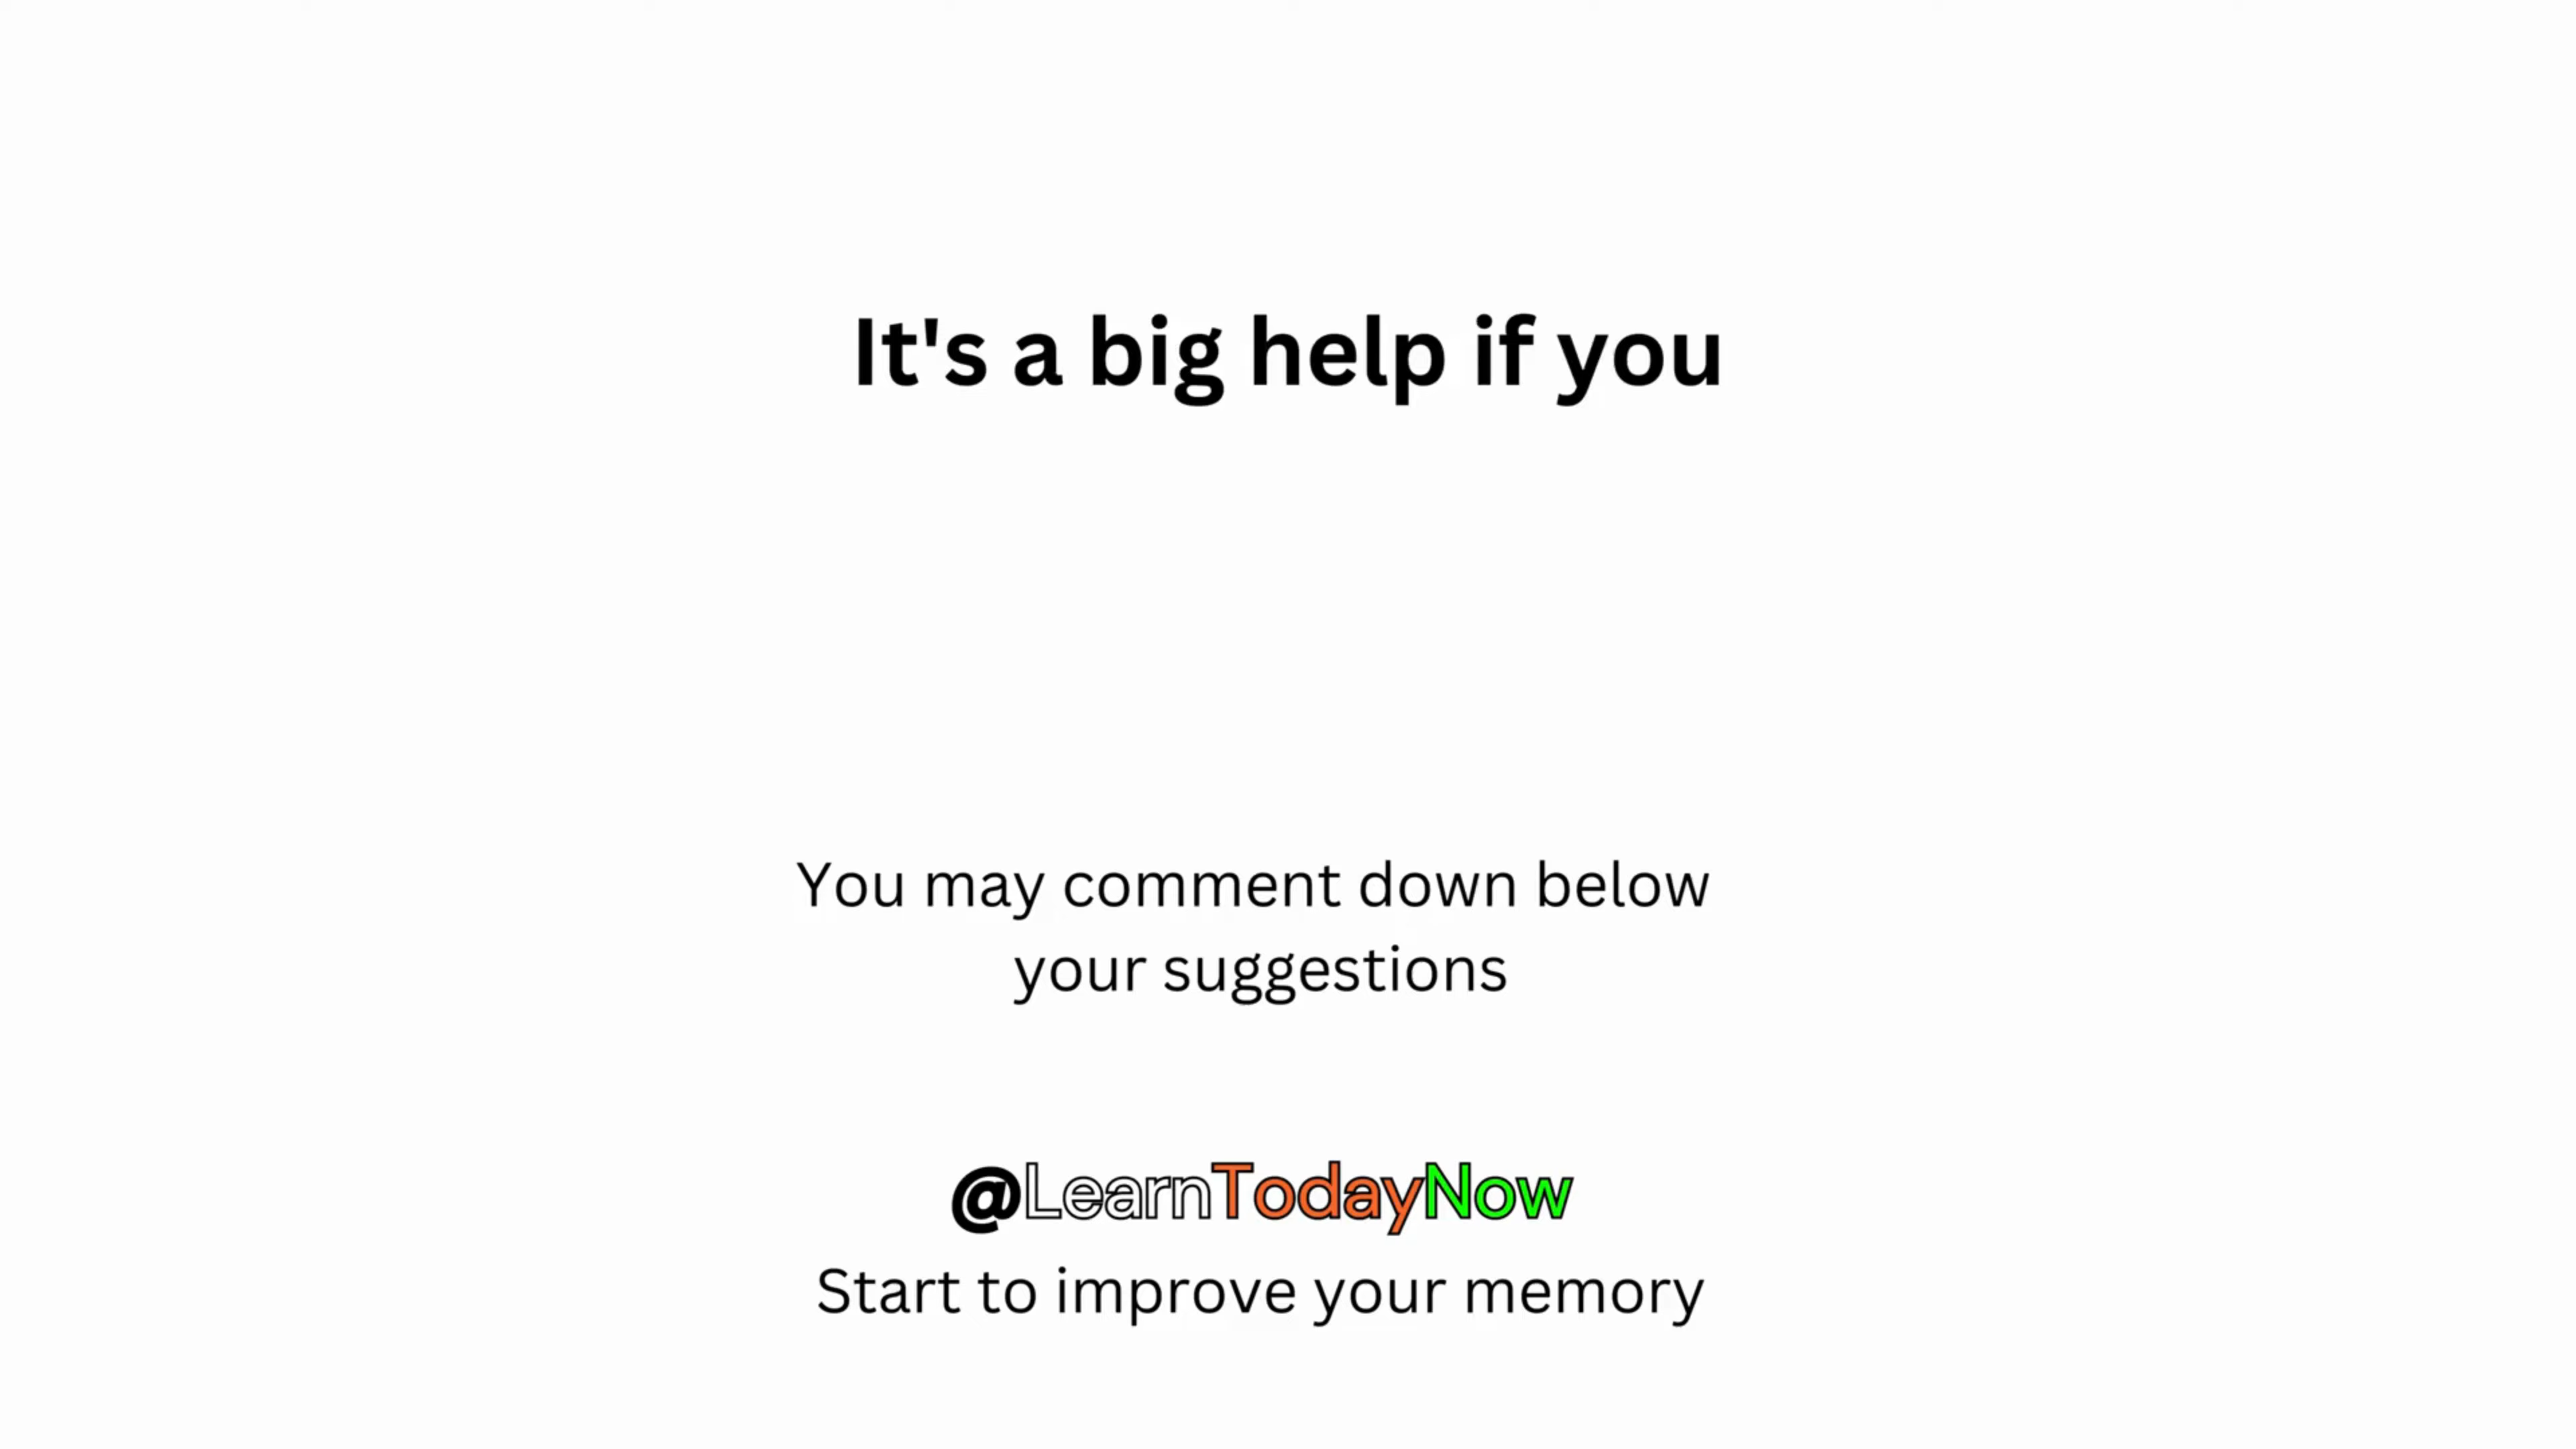 It's a big help if you
You may comment down below
your suggestions
@LearnTodayNow
Start to improve your memory